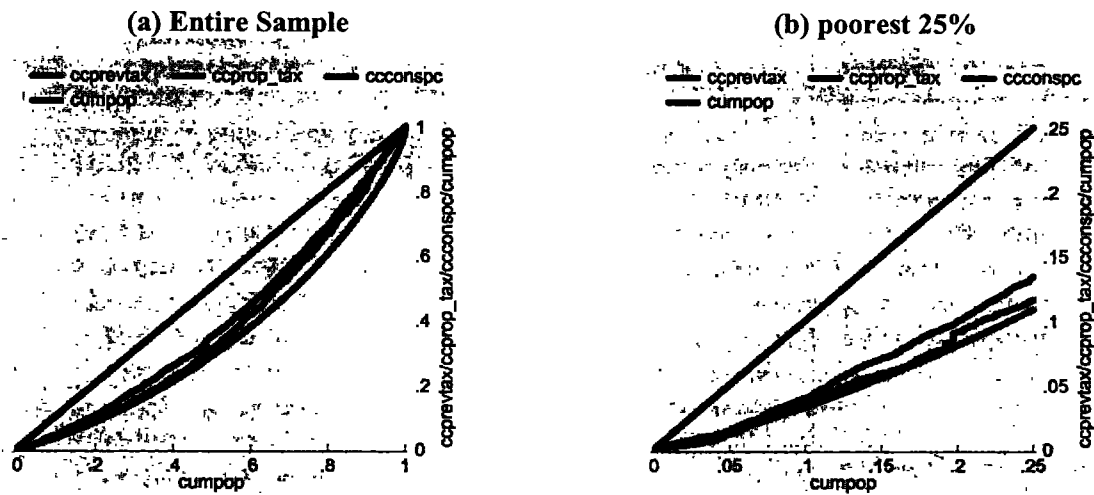 (a) Entire Sample
ccprevtax ccprop_tax ccconspc
cumpop
1
.8
.6
.4
.2
0
ccprevtax/ccprop_tax/ccconspc/cumpop
0 .2 .4 .6 .8 1
cumpop
(b) poorest 25%
ccprevtax ccprop_tax ccconspc
cumpop
.25
.2
.15
.1
.05
0
ccprevtax/ccprop_tax/ccconspc/cumpop
0 .05 .1 .15 .2 .25
cumpop